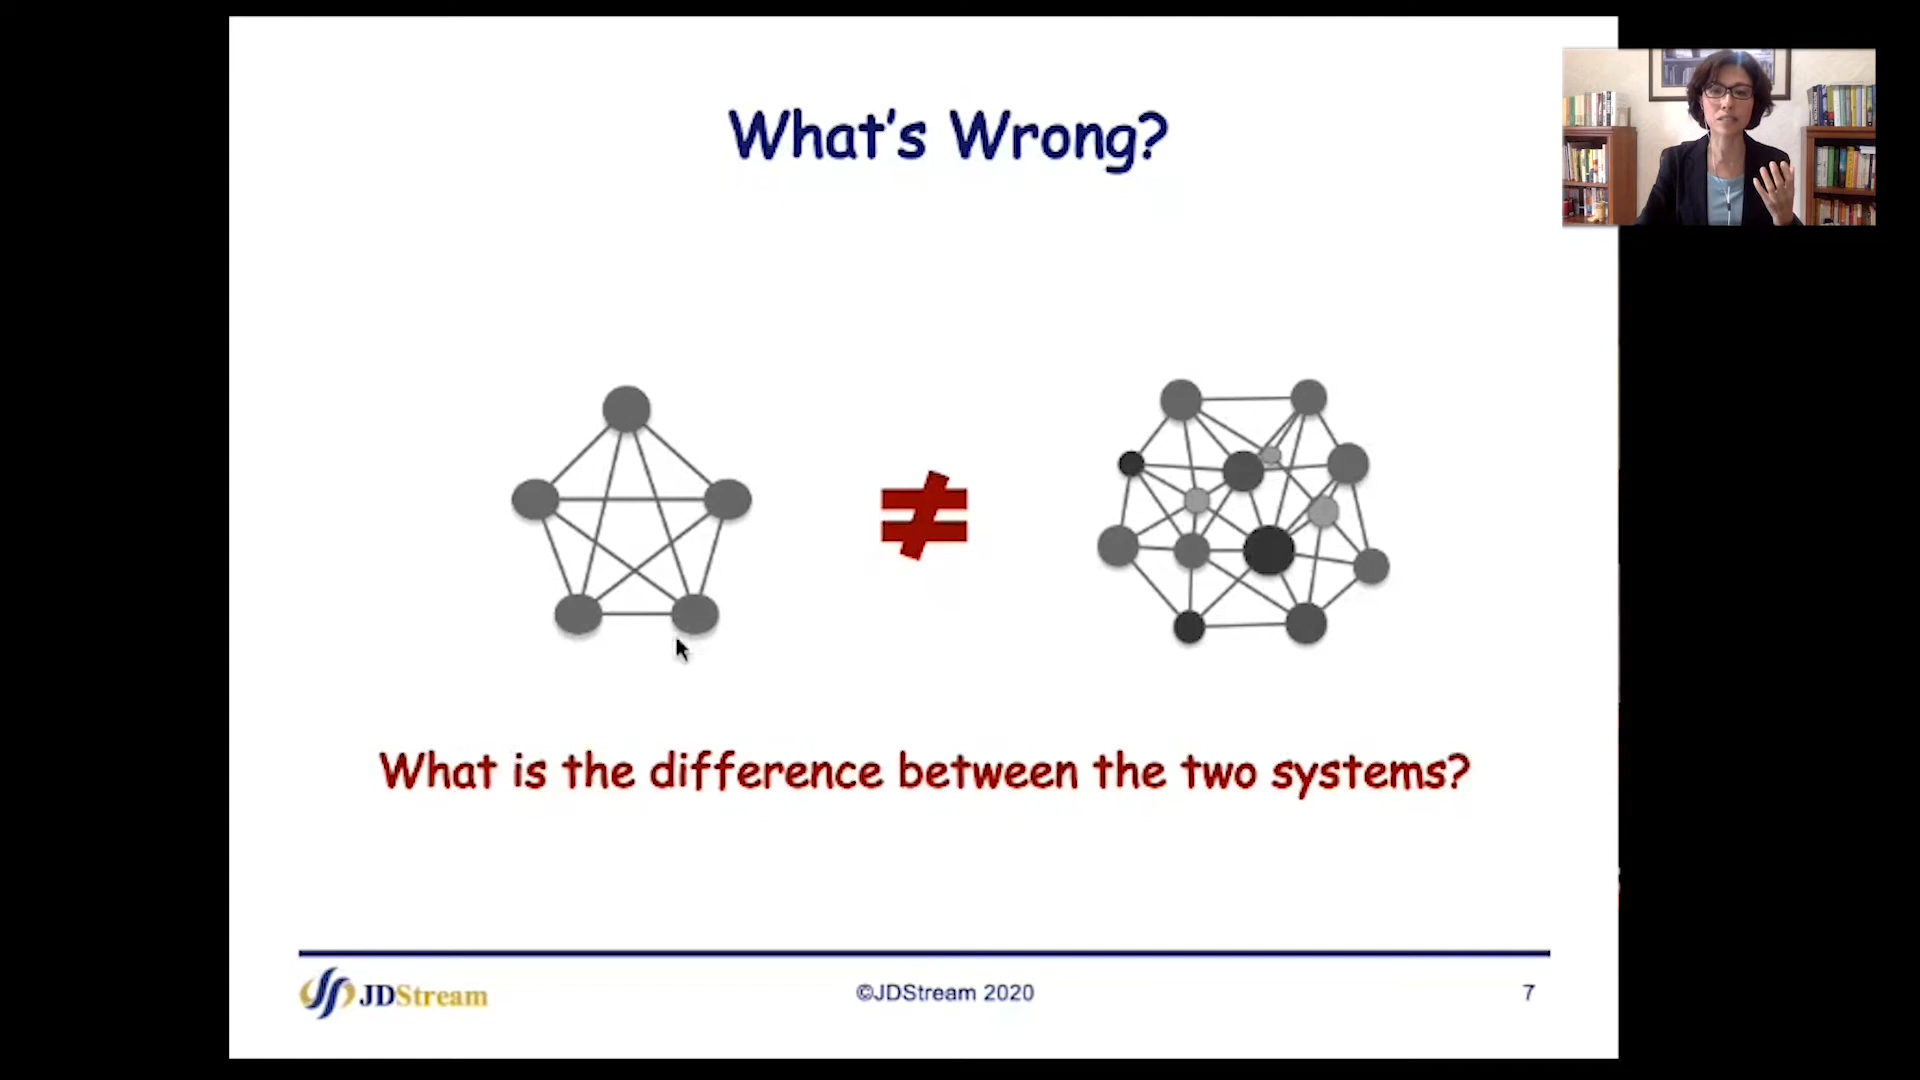 What's Wrong?
≠
What is the difference between the two systems?
JDStream
©JDStream 2020
7